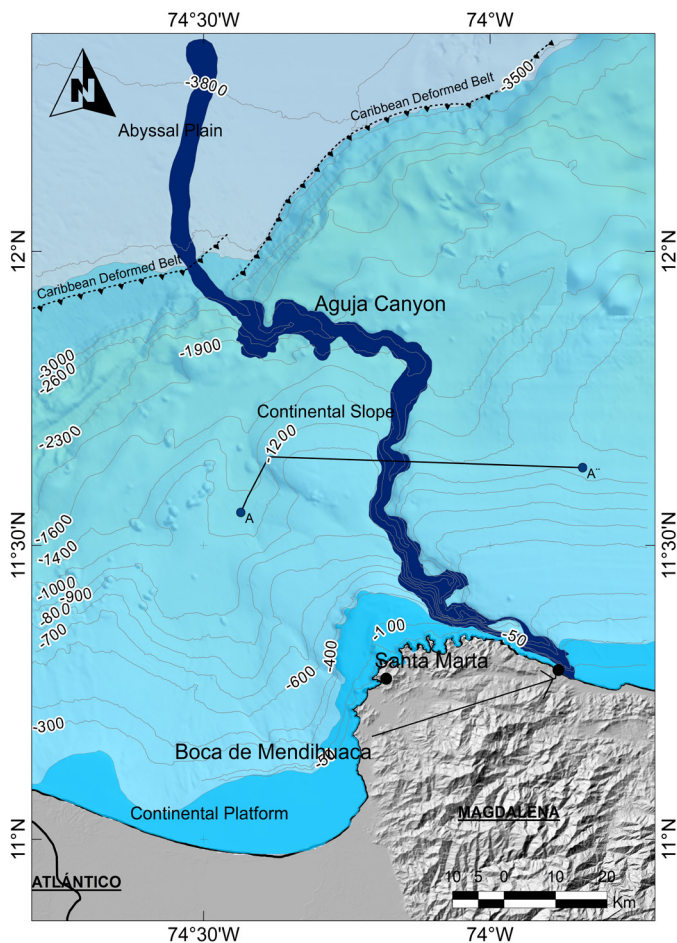 74°30'W
74°W
N
-3800
-3500
Caribbean Deformed Belt
Abyssal Plain
12°N
12°N
Caribbean Deformed Belt
Aguja Canyon
-1900
-3000
-2600
Continental Slope
-2300
-1200
A¨
A
11°30'N
11°30'N
-1600
-1400
-1000
-900
-800
-700
-100
-50
-400
Santa Marta
-600
-300
Boca de Mendihuaca
-50
Continental Platform
MAGDALENA
11°N
11°N
ATLÁNTICO
10 5 0 10 20
Km
74°30'W
74°W